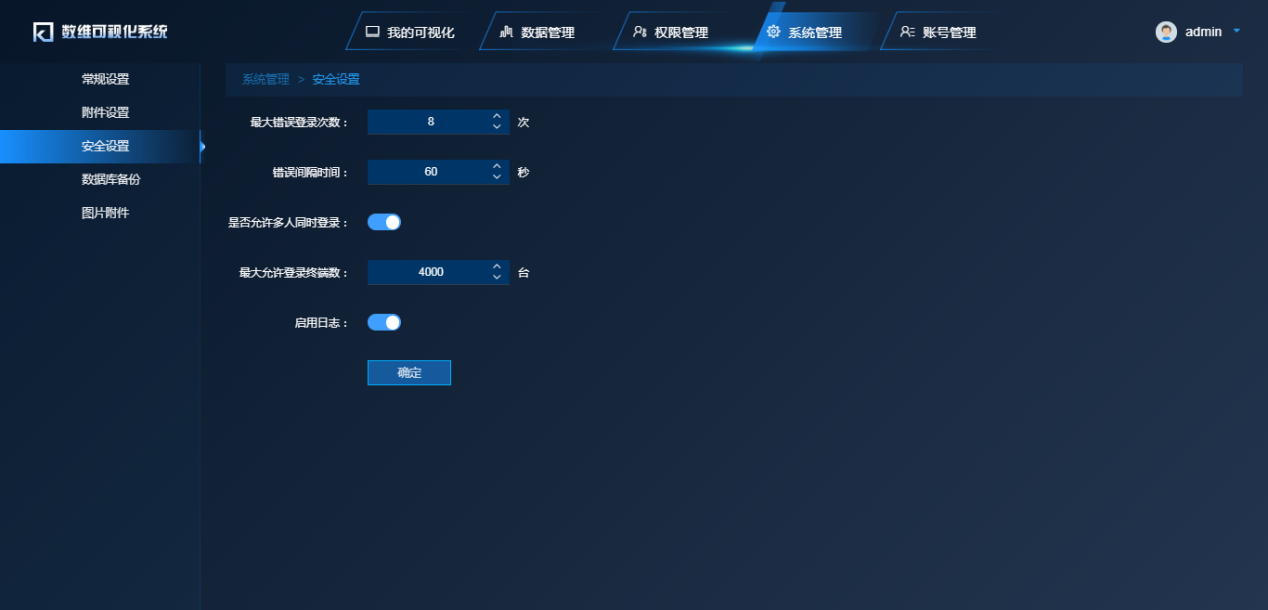 数维可视化系统
我的可视化
数据管理
权限管理
系统管理
账号管理
admin
常规设置
附件设置
安全设置
数据库备份
图片附件
系统管理 > 安全设置
最大错误登录次数： 8 次
错误间隔时间： 60 秒
是否允许多人同时登录：
最大允许登录终端数： 4000 台
启用日志：
确定